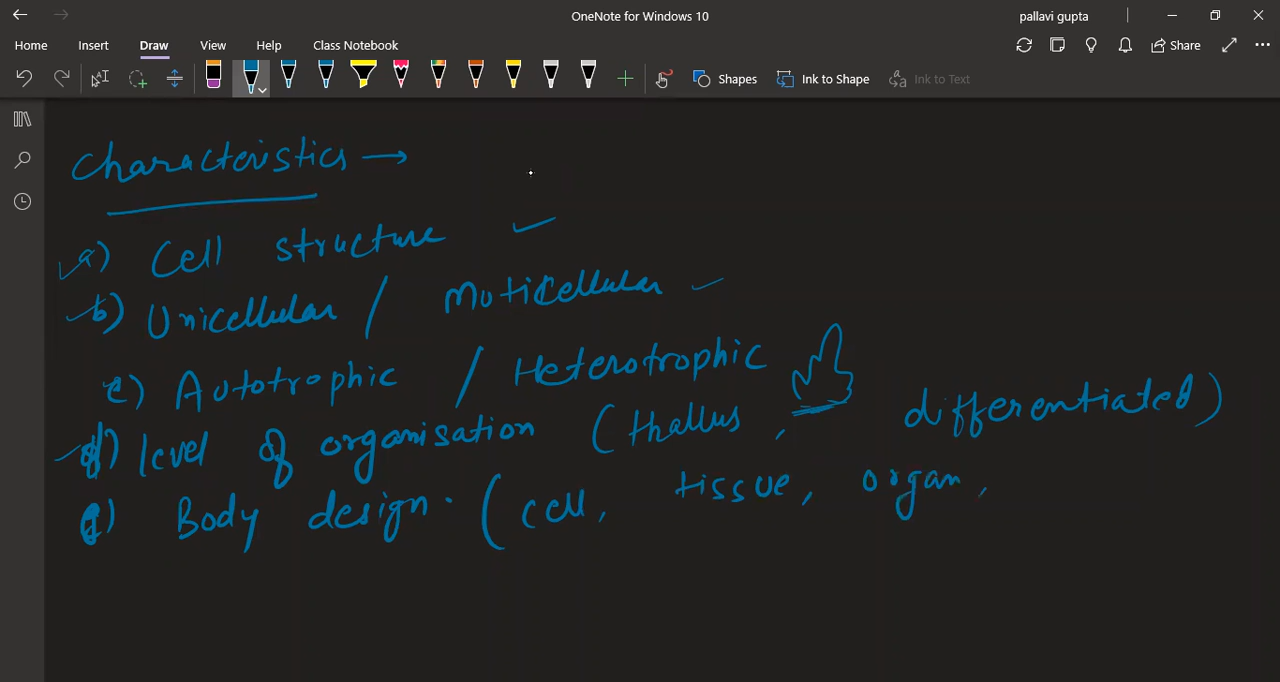 OneNote for Windows 10
pallavi gupta
Home Insert Draw View Help Class Notebook
Share
Shapes Ink to Shape Ink to Text
Characteristics →
a) Cell structure
b) Unicellular / Muticellular
c) Autotrophic / Heterotrophic
d) level of organisation (thallus, differentiated)
e) Body design. (cell, tissue, organ,